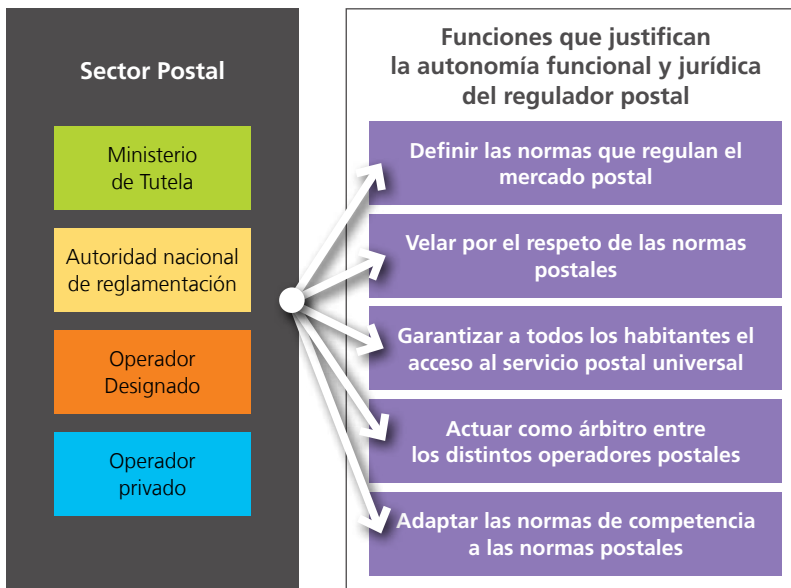 Sector Postal
Ministerio
de Tutela
Autoridad nacional
de reglamentación
Operador
Designado
Operador
privado
Funciones que justifican
la autonomía funcional y jurídica
del regulador postal
Definir las normas que regulan el
mercado postal
Velar por el respeto de las normas
postales
Garantizar a todos los habitantes el
acceso al servicio postal universal
Actuar como árbitro entre
los distintos operadores postales
Adaptar las normas de competencia
a las normas postales